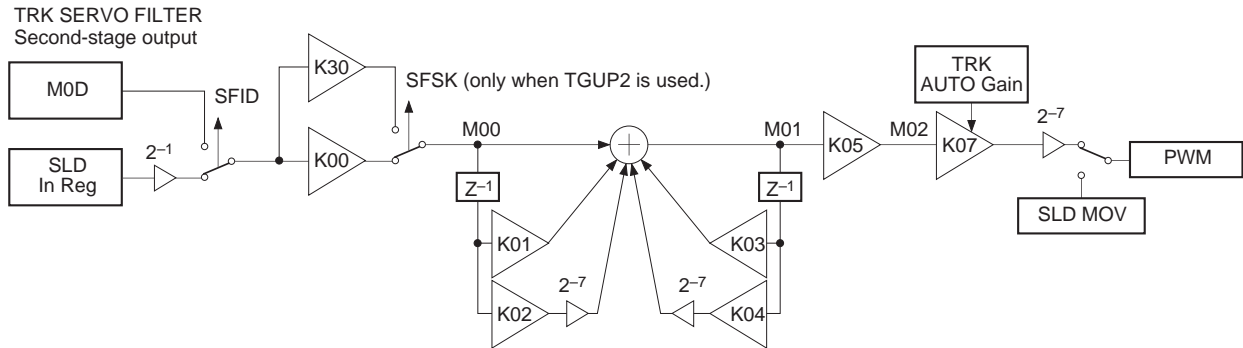 TRK SERVO FILTER
Second-stage output
M0D
SFID
SLD
In Reg
2–1
K30
K00
SFSK (only when TGUP2 is used.)
M00
Z–1
K01
K02
2–7
+
M01
Z–1
K03
K04
2–7
K05
M02
TRK
AUTO Gain
K07
2–7
PWM
SLD MOV